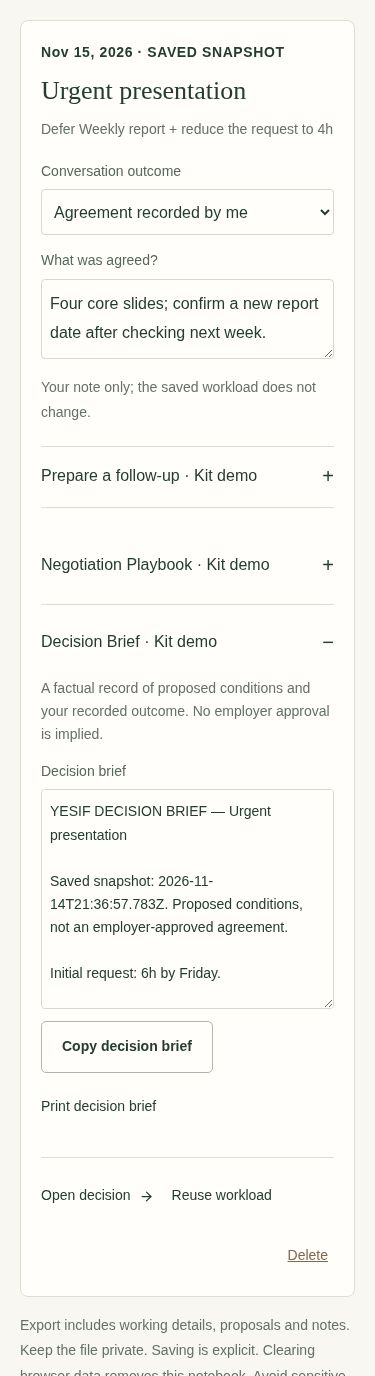 Nov 15, 2026 · SAVED SNAPSHOT
Urgent presentation
Defer Weekly report + reduce the request to 4h
Conversation outcome
Agreement recorded by me
What was agreed?
Four core slides; confirm a new report
date after checking next week.
Your note only; the saved workload does not
change.
Prepare a follow-up · Kit demo +
Negotiation Playbook · Kit demo +
Decision Brief · Kit demo −
A factual record of proposed conditions and
your recorded outcome. No employer approval
is implied.
Decision brief
YESIF DECISION BRIEF — Urgent
presentation
Saved snapshot: 2026-11-
14T21:36:57.783Z. Proposed conditions,
not an employer-approved agreement.
Initial request: 6h by Friday.
Copy decision brief
Print decision brief
Open decision → Reuse workload
Delete
Export includes working details, proposals and notes.
Keep the file private. Saving is explicit. Clearing
browser data removes this notebook. Avoid sensitive